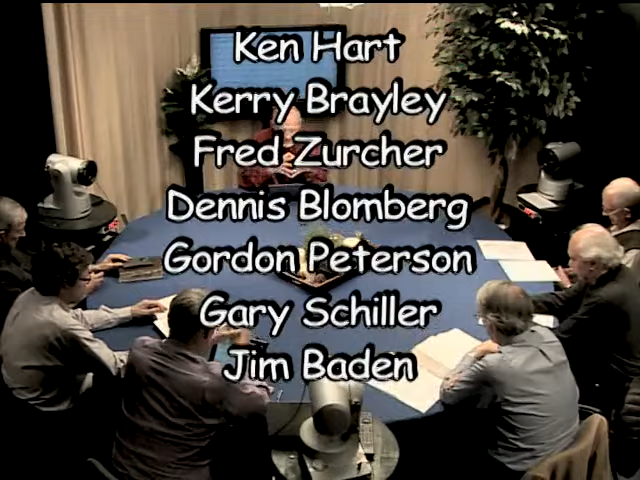 Ken Hart
Kerry Brayley
Fred Zurcher
Dennis Blomberg
Gordon Peterson
Gary Schiller
Jim Baden